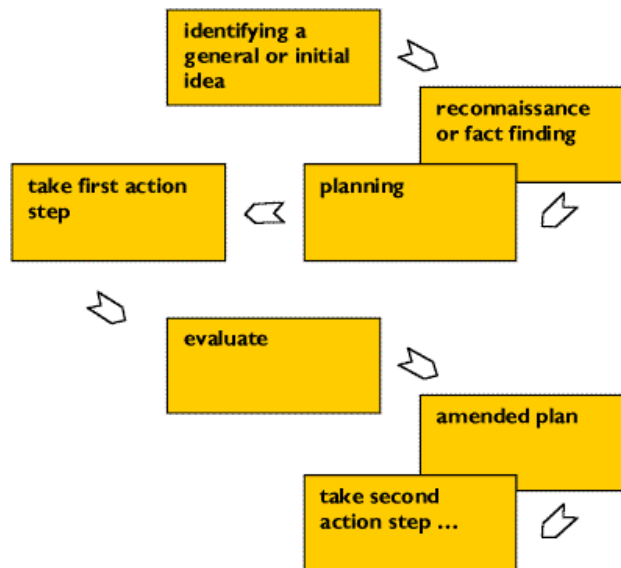 identifying a
general or initial
idea
reconnaissance
or fact finding
planning
take first action
step
evaluate
amended plan
take second
action step ...